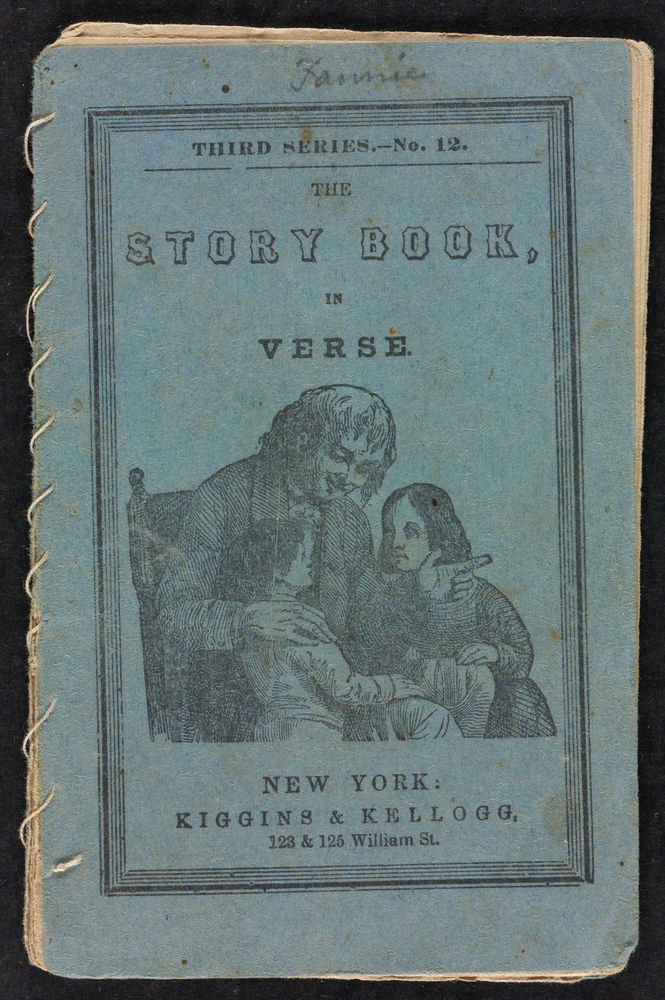 Fannie
THIRD SERIES.—No. 12.
THE
STORY BOOK,
IN
VERSE.
NEW YORK:
KIGGINS & KELLOGG,
123 & 125 William St.